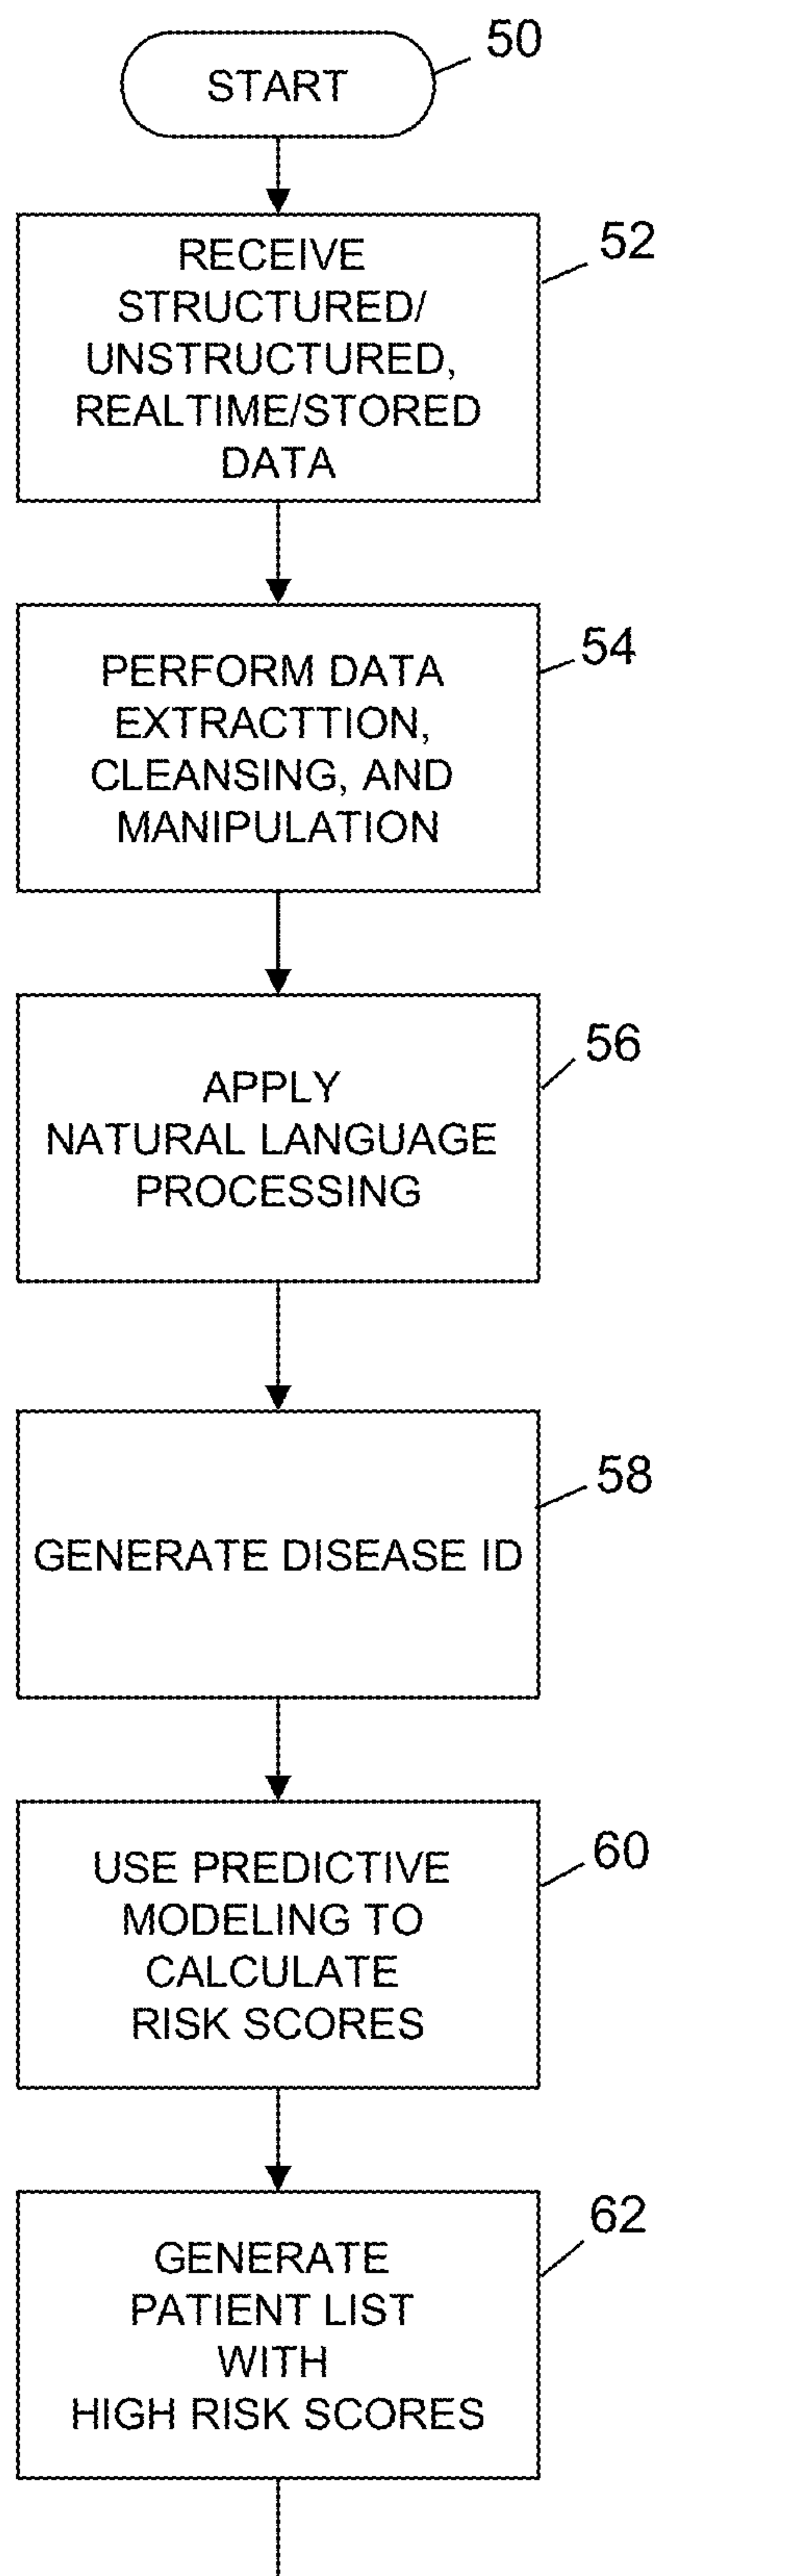 50
START
52
RECEIVE
STRUCTURED/
UNSTRUCTURED,
REALTIME/STORED
DATA
54
PERFORM DATA
EXTRACTTION,
CLEANSING, AND
MANIPULATION
56
APPLY
NATURAL LANGUAGE
PROCESSING
58
GENERATE DISEASE ID
60
USE PREDICTIVE
MODELING TO
CALCULATE
RISK SCORES
62
GENERATE
PATIENT LIST
WITH
HIGH RISK SCORES